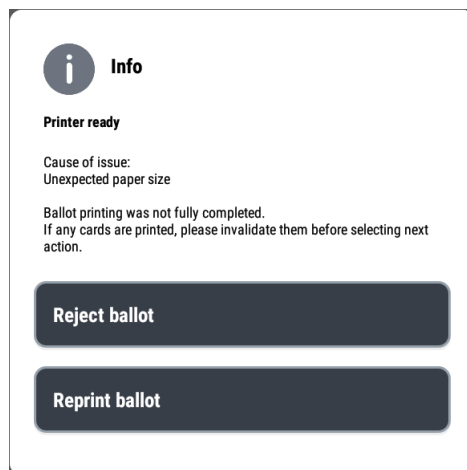 Info
Printer ready
Cause of issue:
Unexpected paper size
Ballot printing was not fully completed.
If any cards are printed, please invalidate them before selecting next
action.
Reject ballot
Reprint ballot